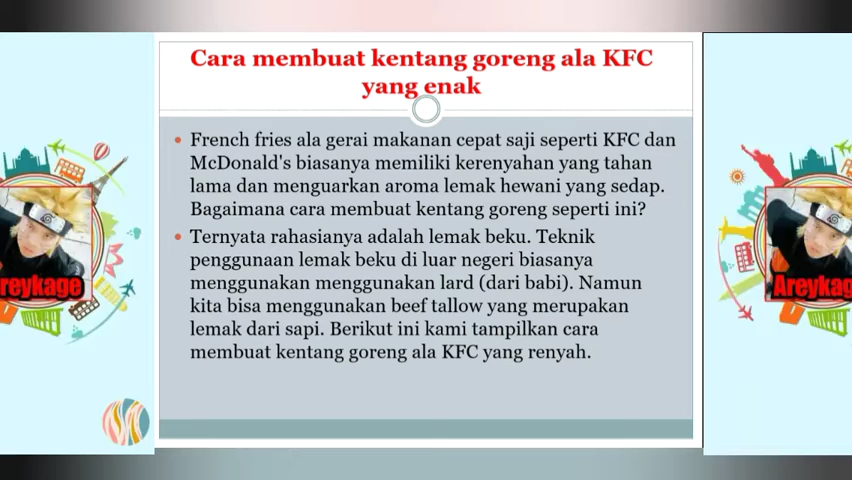 Cara membuat kentang goreng ala KFC
yang enak
French fries ala gerai makanan cepat saji seperti KFC dan
McDonald's biasanya memiliki kerenyahan yang tahan
lama dan menguarkan aroma lemak hewani yang sedap.
Bagaimana cara membuat kentang goreng seperti ini?
Ternyata rahasianya adalah lemak beku. Teknik
penggunaan lemak beku di luar negeri biasanya
menggunakan menggunakan lard (dari babi). Namun
kita bisa menggunakan beef tallow yang merupakan
lemak dari sapi. Berikut ini kami tampilkan cara
membuat kentang goreng ala KFC yang renyah.
Areykage
Areykage